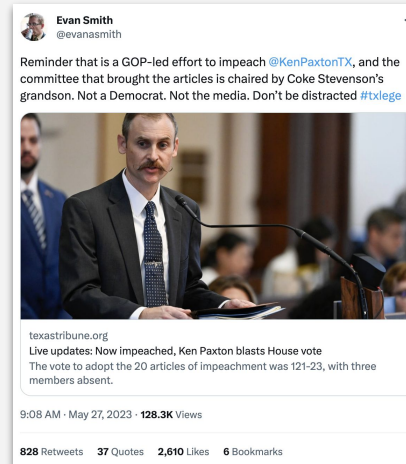 Evan Smith
@evanasmith
Reminder that is a GOP-led effort to impeach @KenPaxtonTX, and the
committee that brought the articles is chaired by Coke Stevenson's
grandson. Not a Democrat. Not the media. Don't be distracted #txlege
texastribune.org
Live updates: Now impeached, Ken Paxton blasts House vote
The vote to adopt the 20 articles of impeachment was 121-23, with three
members absent.
9:08 AM · May 27, 2023 · 128.3K Views
828 Retweets 37 Quotes 2,610 Likes 6 Bookmarks